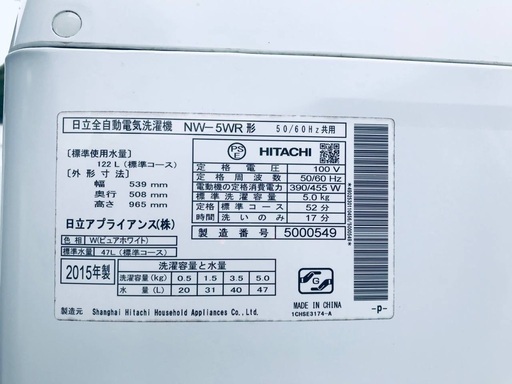 日立全自動電気洗濯機 NW-5WR形 50/60Hz共用
[標準使用水量]
122L(標準コース)
[外形寸法]
幅 539 mm
奥行 508 mm
高さ 965 mm
日立アプライアンス(株)
色相 W(ピュアホワイト)
標準水量 47L(標準コース)
PS E HITACHI
定格電圧 100 V
定格周波数 50/60 Hz
電動機の定格消費電力 390/455 W
標準洗濯容量 5.0 kg
標準コース 52 分
時間 洗いのみ 17 分
製造番号 5000549
2015年製
洗濯容量と水量
洗濯容量(kg) 0.5 1.5 3.5 5.0
水量(L) 20 31 40 47
G
MADE IN CHINA
1CHSE3174-A
-p-
製造元 Shanghai Hitachi Household Appliances Co., Ltd.